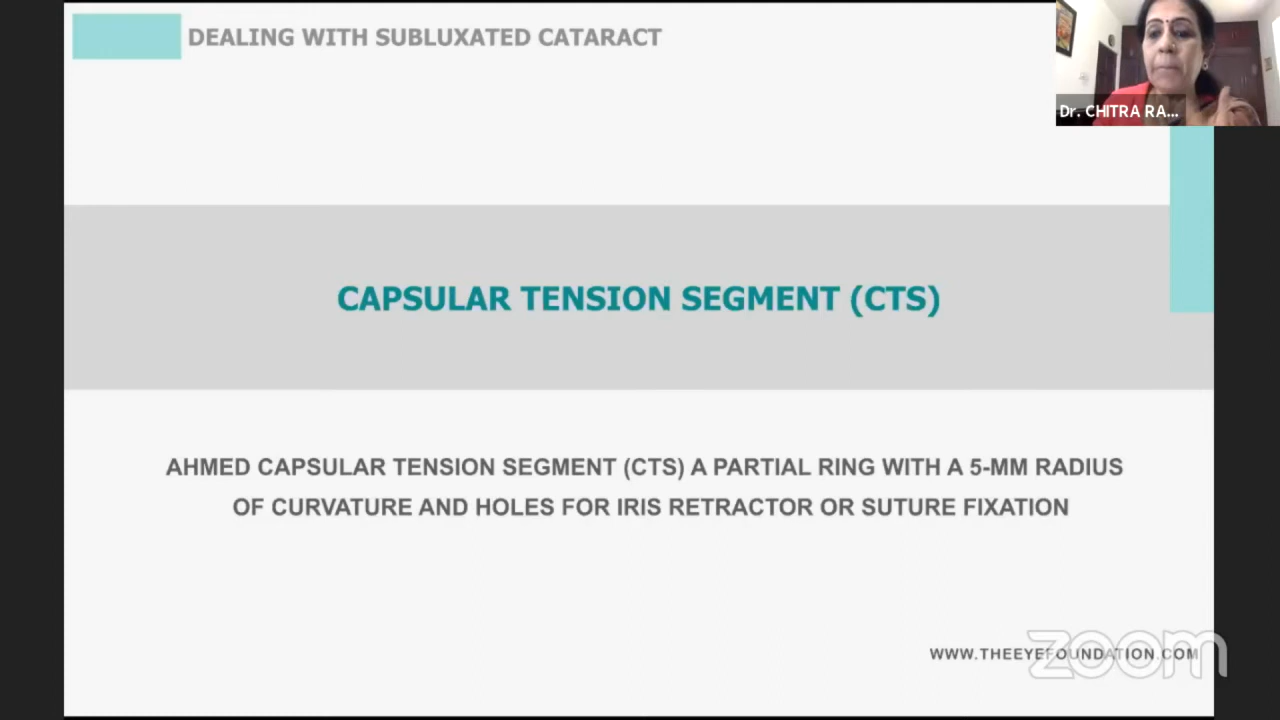 DEALING WITH SUBLUXATED CATARACT
Dr. CHITRA RA...
CAPSULAR TENSION SEGMENT (CTS)
AHMED CAPSULAR TENSION SEGMENT (CTS) A PARTIAL RING WITH A 5-MM RADIUS
OF CURVATURE AND HOLES FOR IRIS RETRACTOR OR SUTURE FIXATION
WWW.THEEYEFOUNDATION.COM
zoom